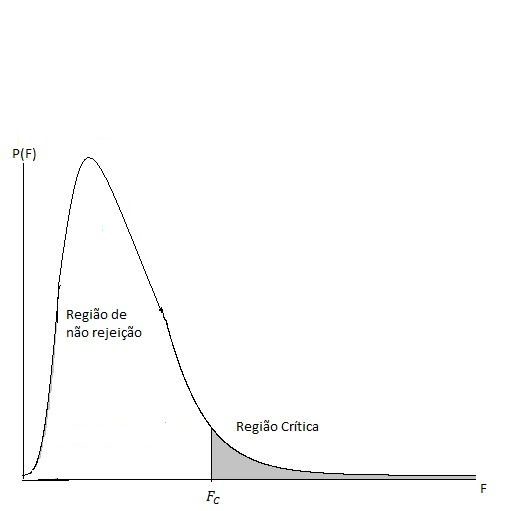 P(F)
Região de
não rejeição
Região Crítica
F
F_C